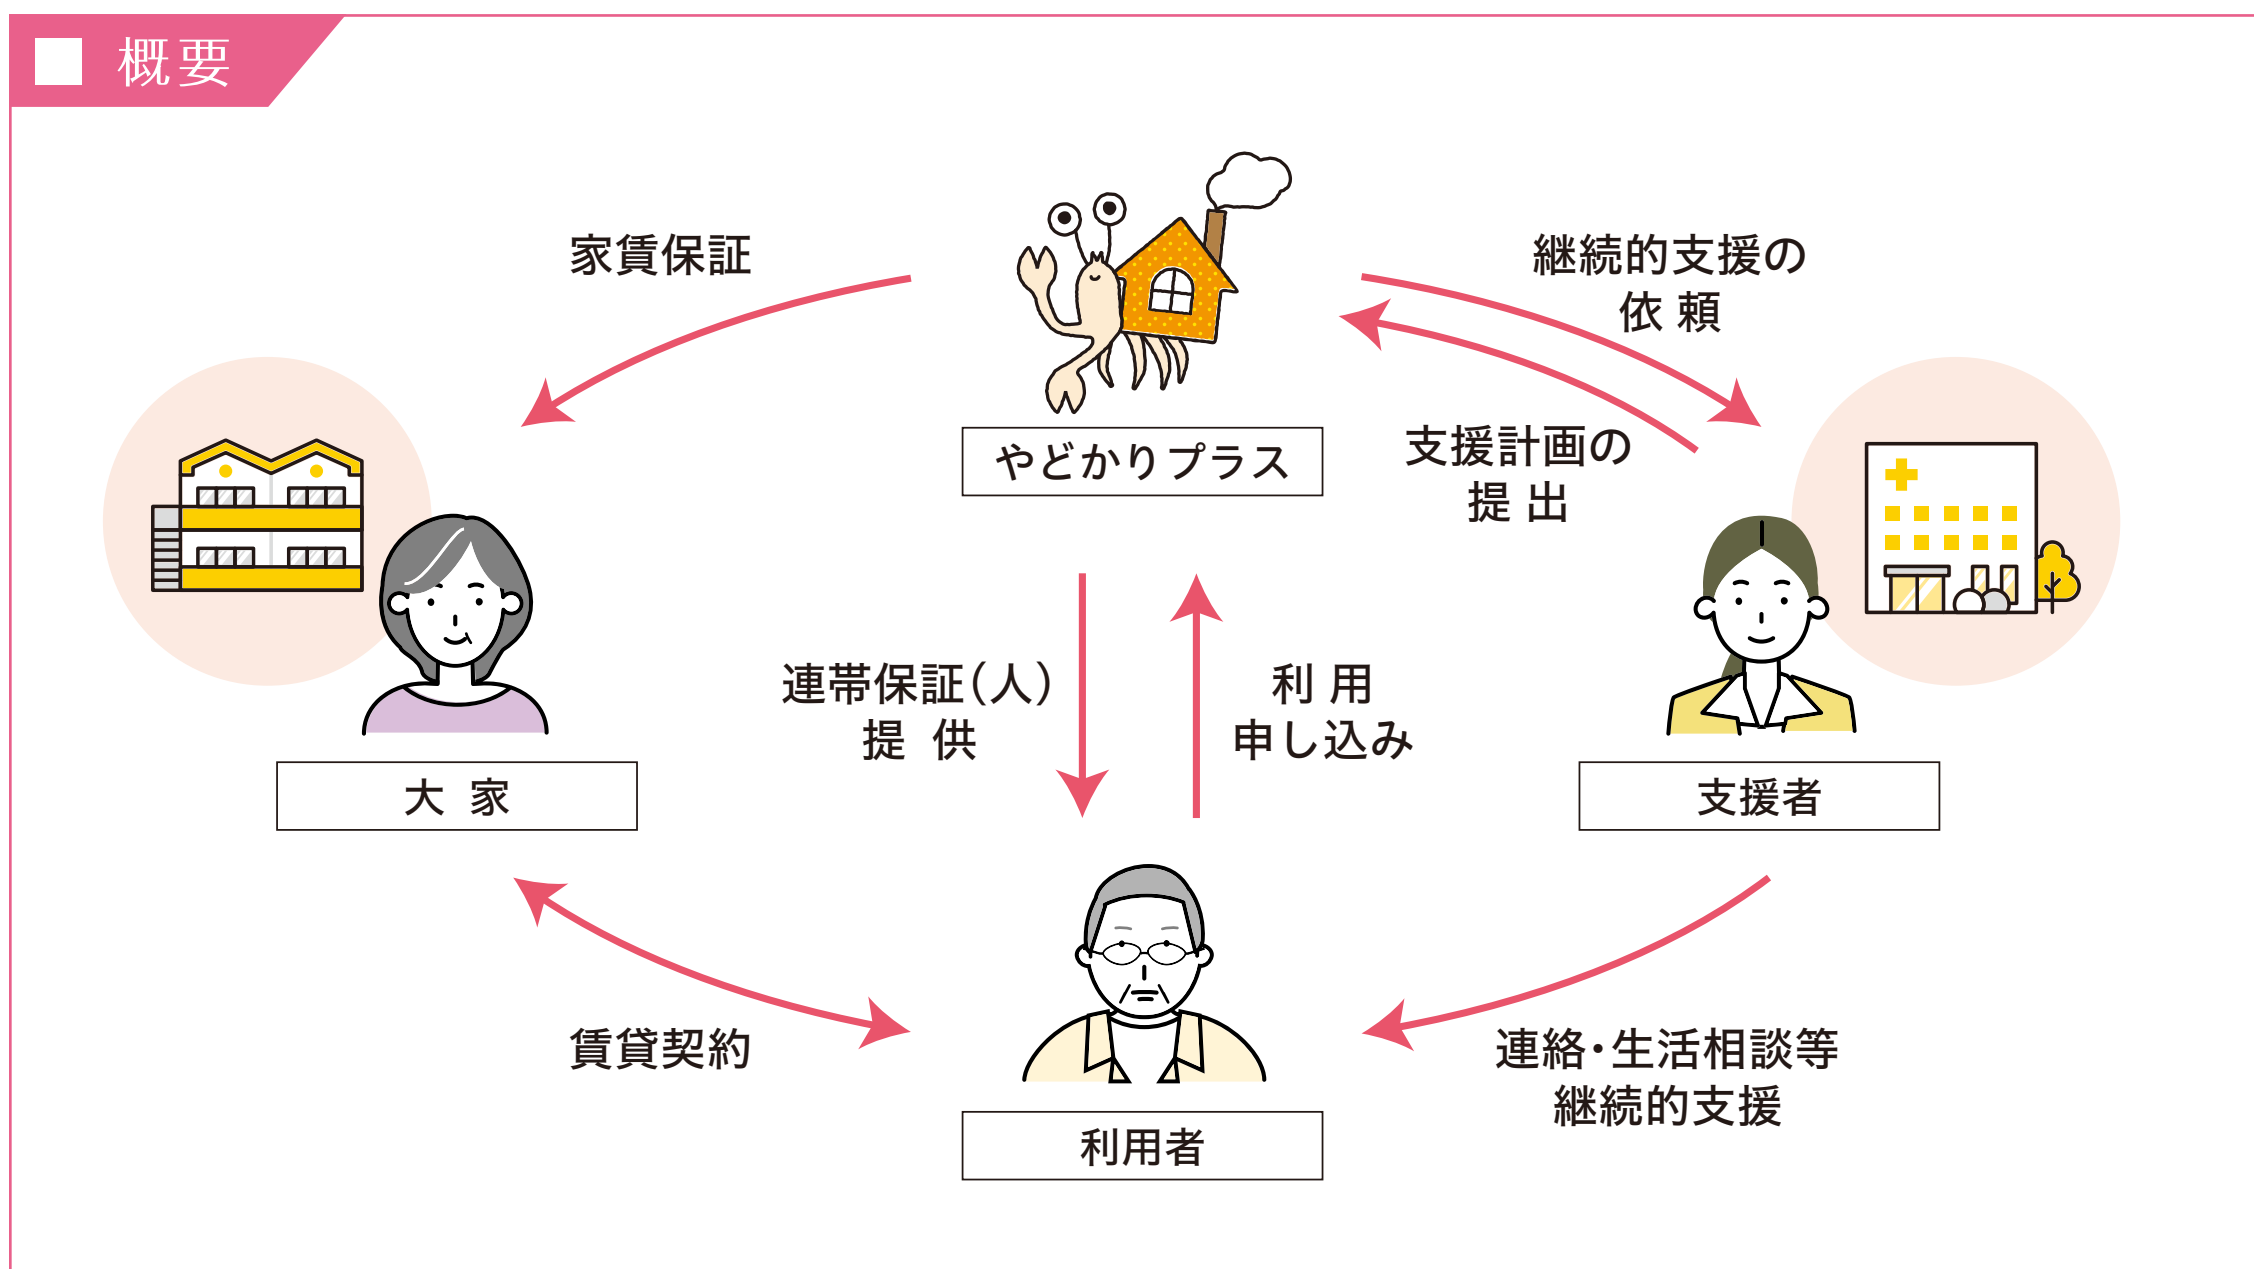 概要
家賃保証
継続的支援の
依頼
やどかりプラス
支援計画の
提出
連帯保証(人)
提供
利用
申し込み
大家
支援者
賃貸契約
連絡・生活相談等
継続的支援
利用者